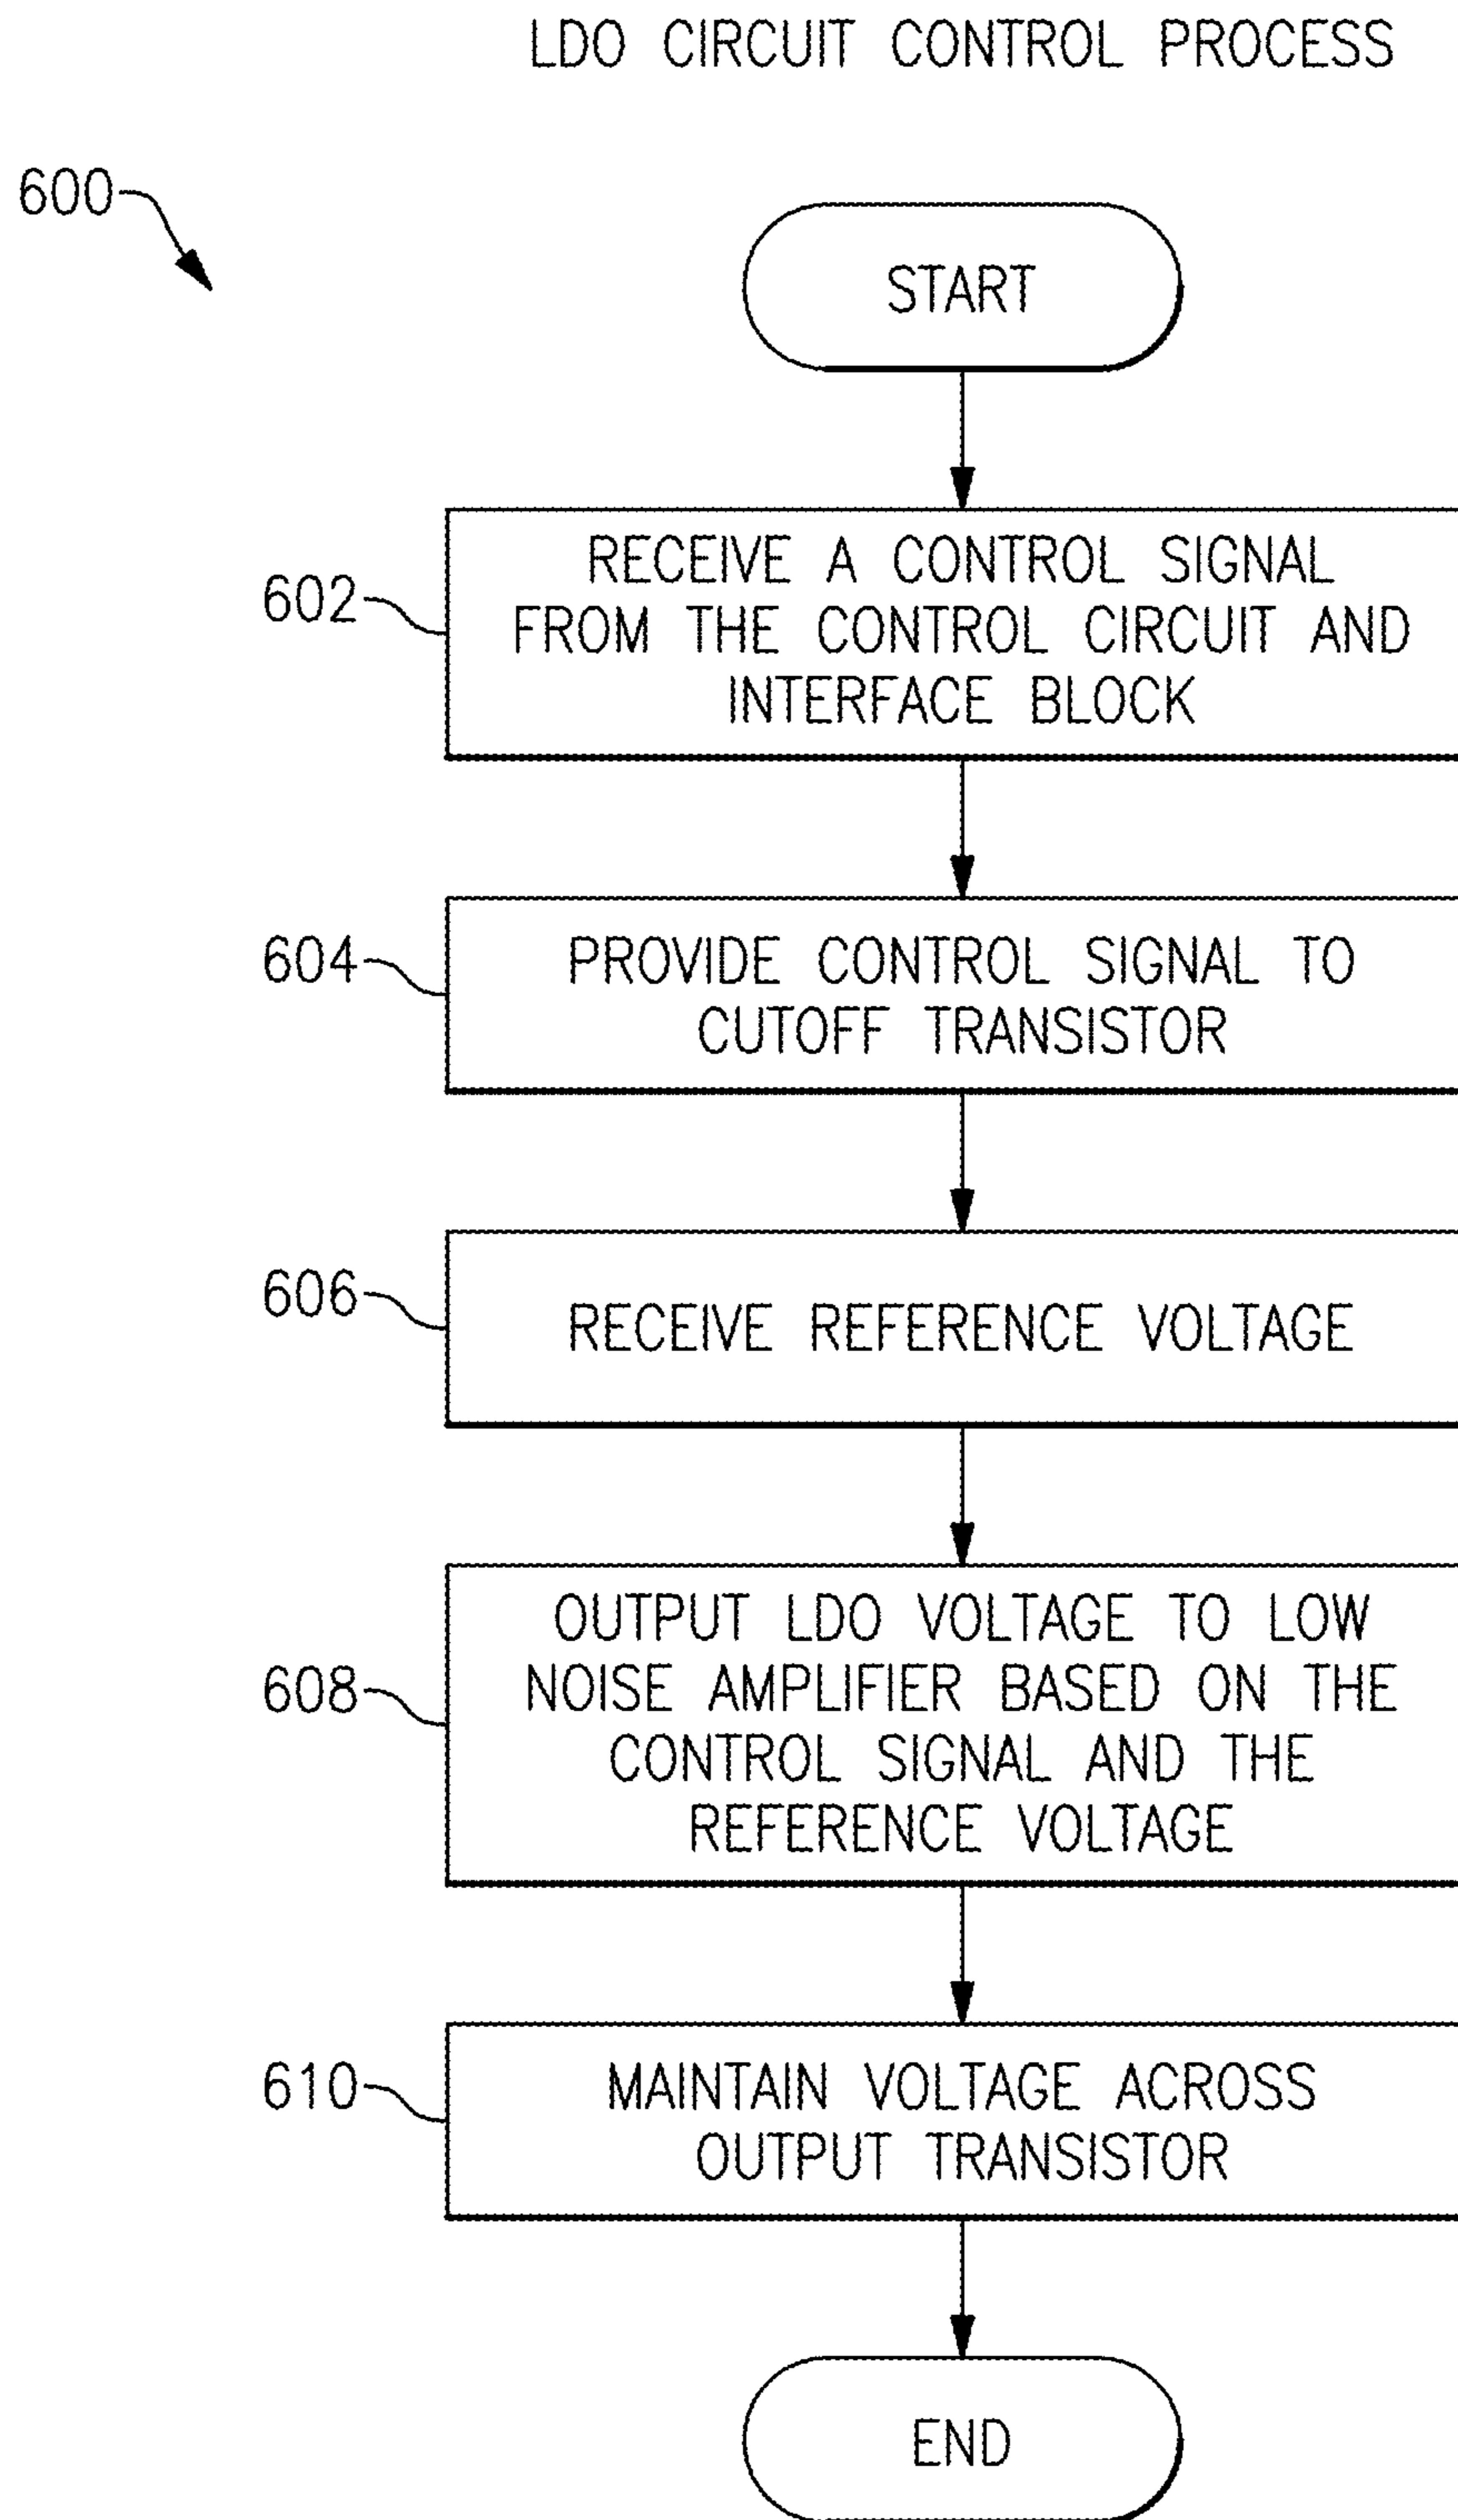 LDO CIRCUIT CONTROL PROCESS
600
START
602
RECEIVE A CONTROL SIGNAL
FROM THE CONTROL CIRCUIT AND
INTERFACE BLOCK
604
PROVIDE CONTROL SIGNAL TO
CUTOFF TRANSISTOR
606
RECEIVE REFERENCE VOLTAGE
608
OUTPUT LDO VOLTAGE TO LOW
NOISE AMPLIFIER BASED ON THE
CONTROL SIGNAL AND THE
REFERENCE VOLTAGE
610
MAINTAIN VOLTAGE ACROSS
OUTPUT TRANSISTOR
END